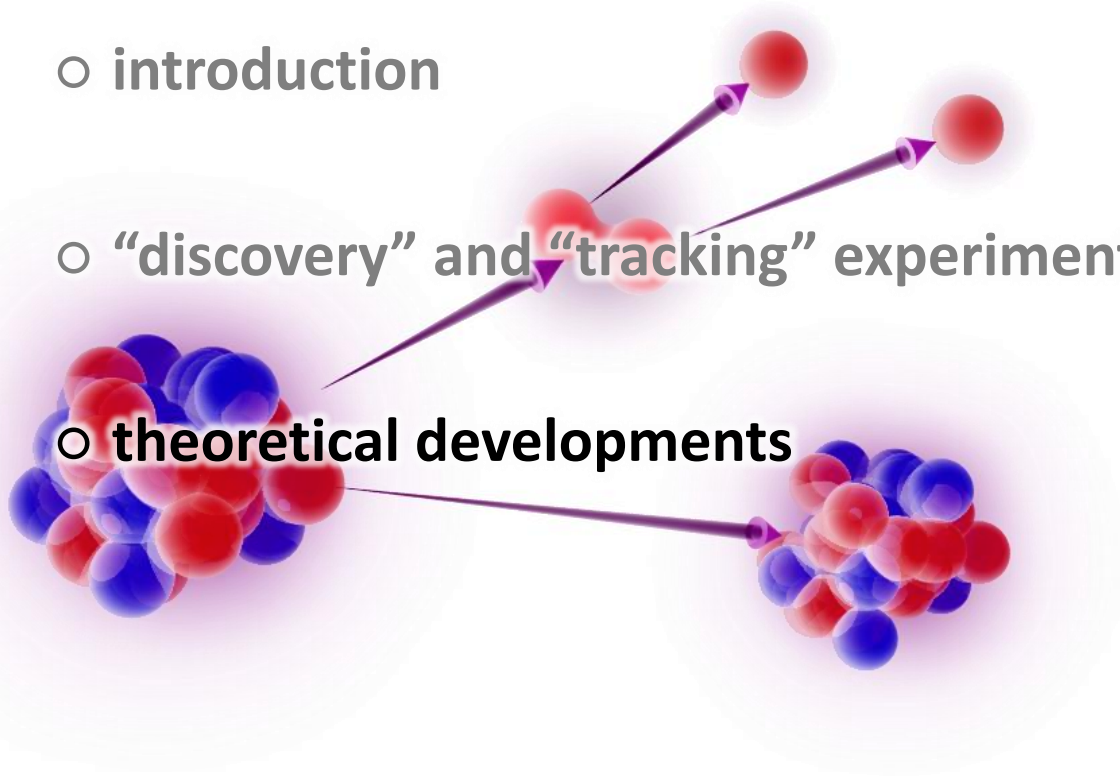 ○ introduction
○ “discovery” and “tracking” experiment
○ theoretical developments